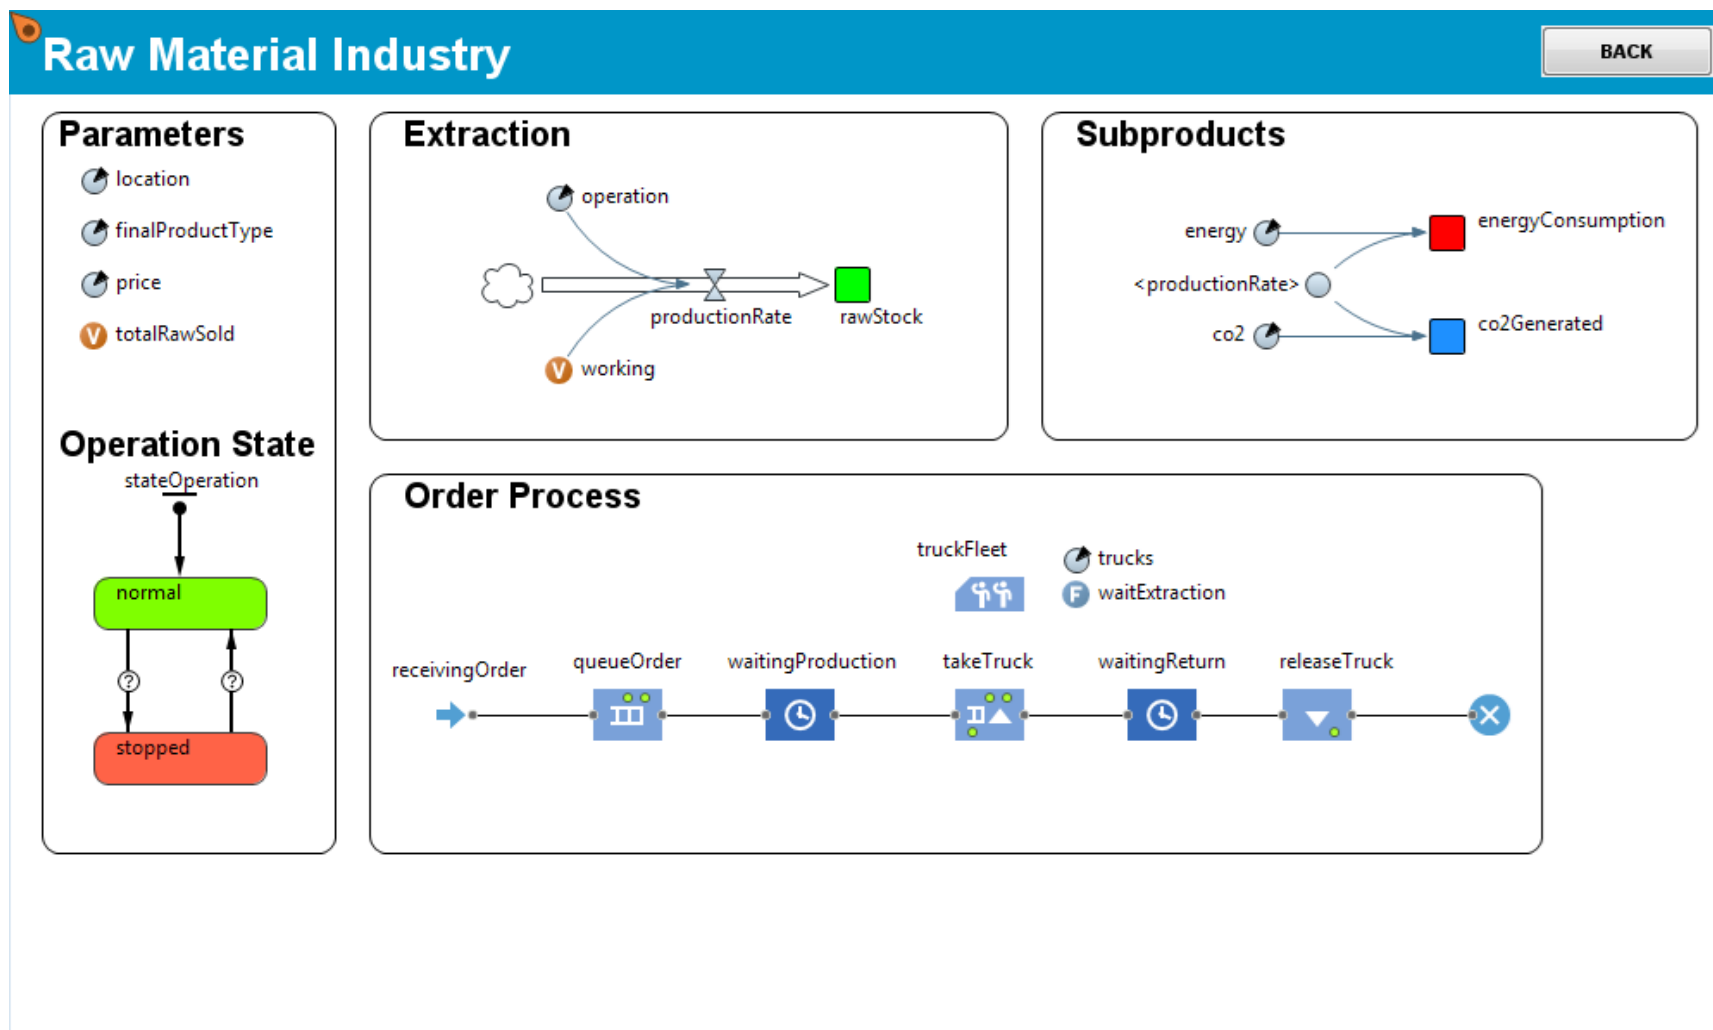 Raw Material Industry
BACK
Parameters
location
finalProductType
price
V totalRawSold
Operation State
stateOperation
normal
?
?
stopped
Extraction
operation
productionRate
rawStock
V working
Subproducts
energy
energyConsumption
<productionRate>
co2
co2Generated
Order Process
truckFleet
trucks
F waitExtraction
receivingOrder
queueOrder
waitingProduction
takeTruck
waitingReturn
releaseTruck